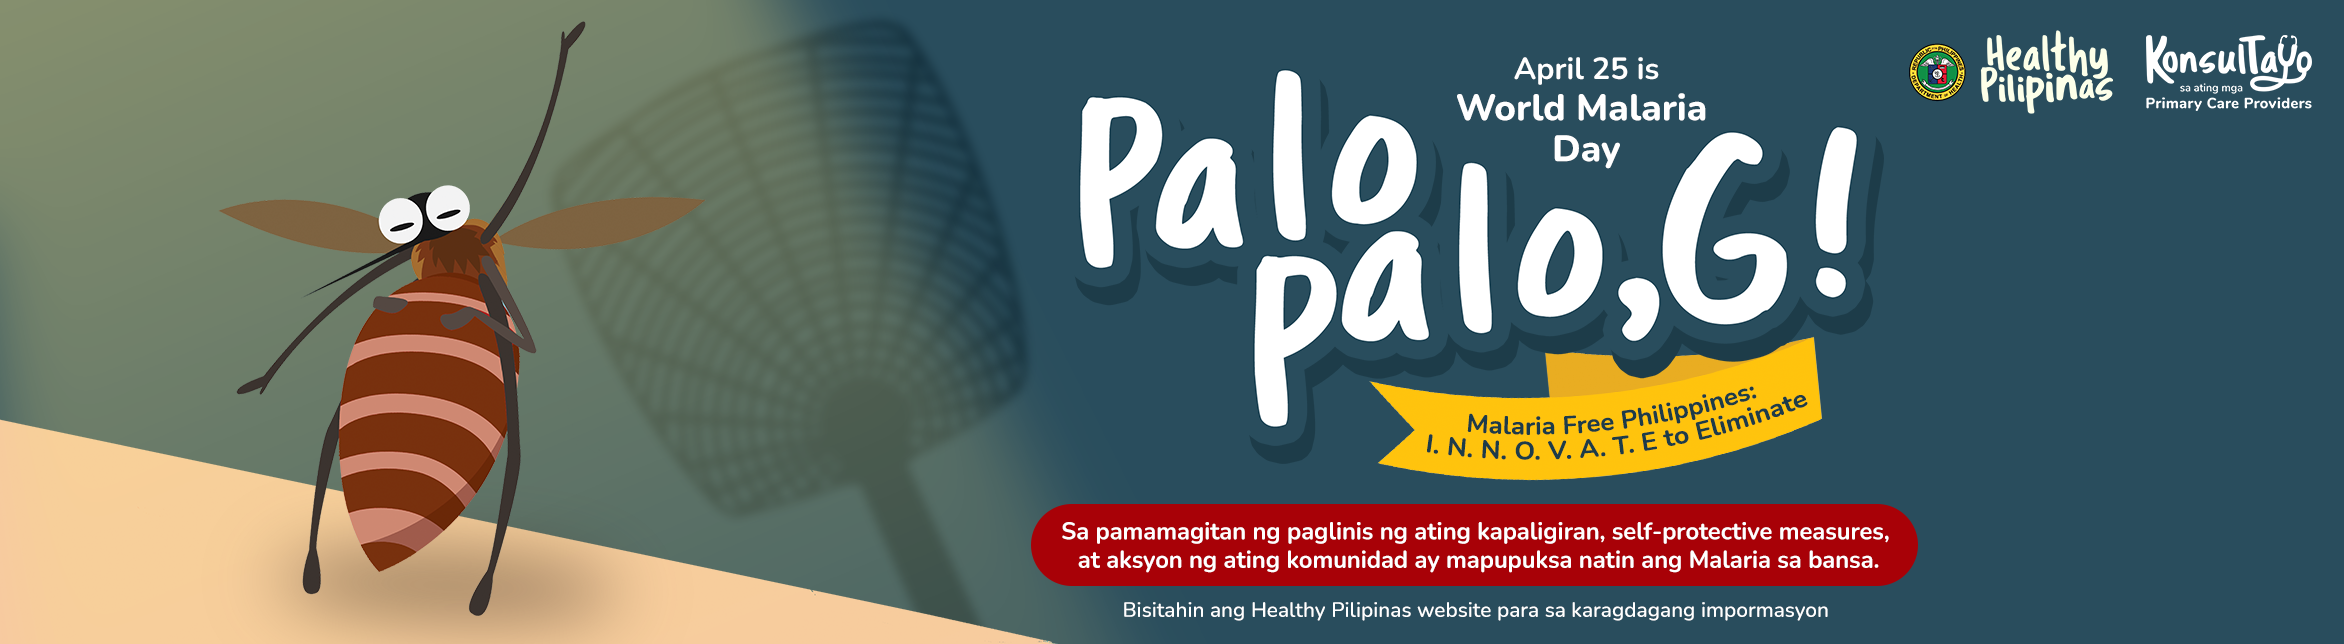 April 25 is
World Malaria
Day
Palo
palo, G!
Malaria Free Philippines:
I. N. N. O. V. A. T. E to Eliminate
Sa pamamagitan ng paglinis ng ating kapaligiran, self-protective measures,
at aksyon ng ating komunidad ay mapupuksa natin ang Malaria sa bansa.
Bisitahin ang Healthy Pilipinas website para sa karagdagang impormasyon
Healthy
Pilipinas
KonsulTayo
sa ating mga
Primary Care Providers